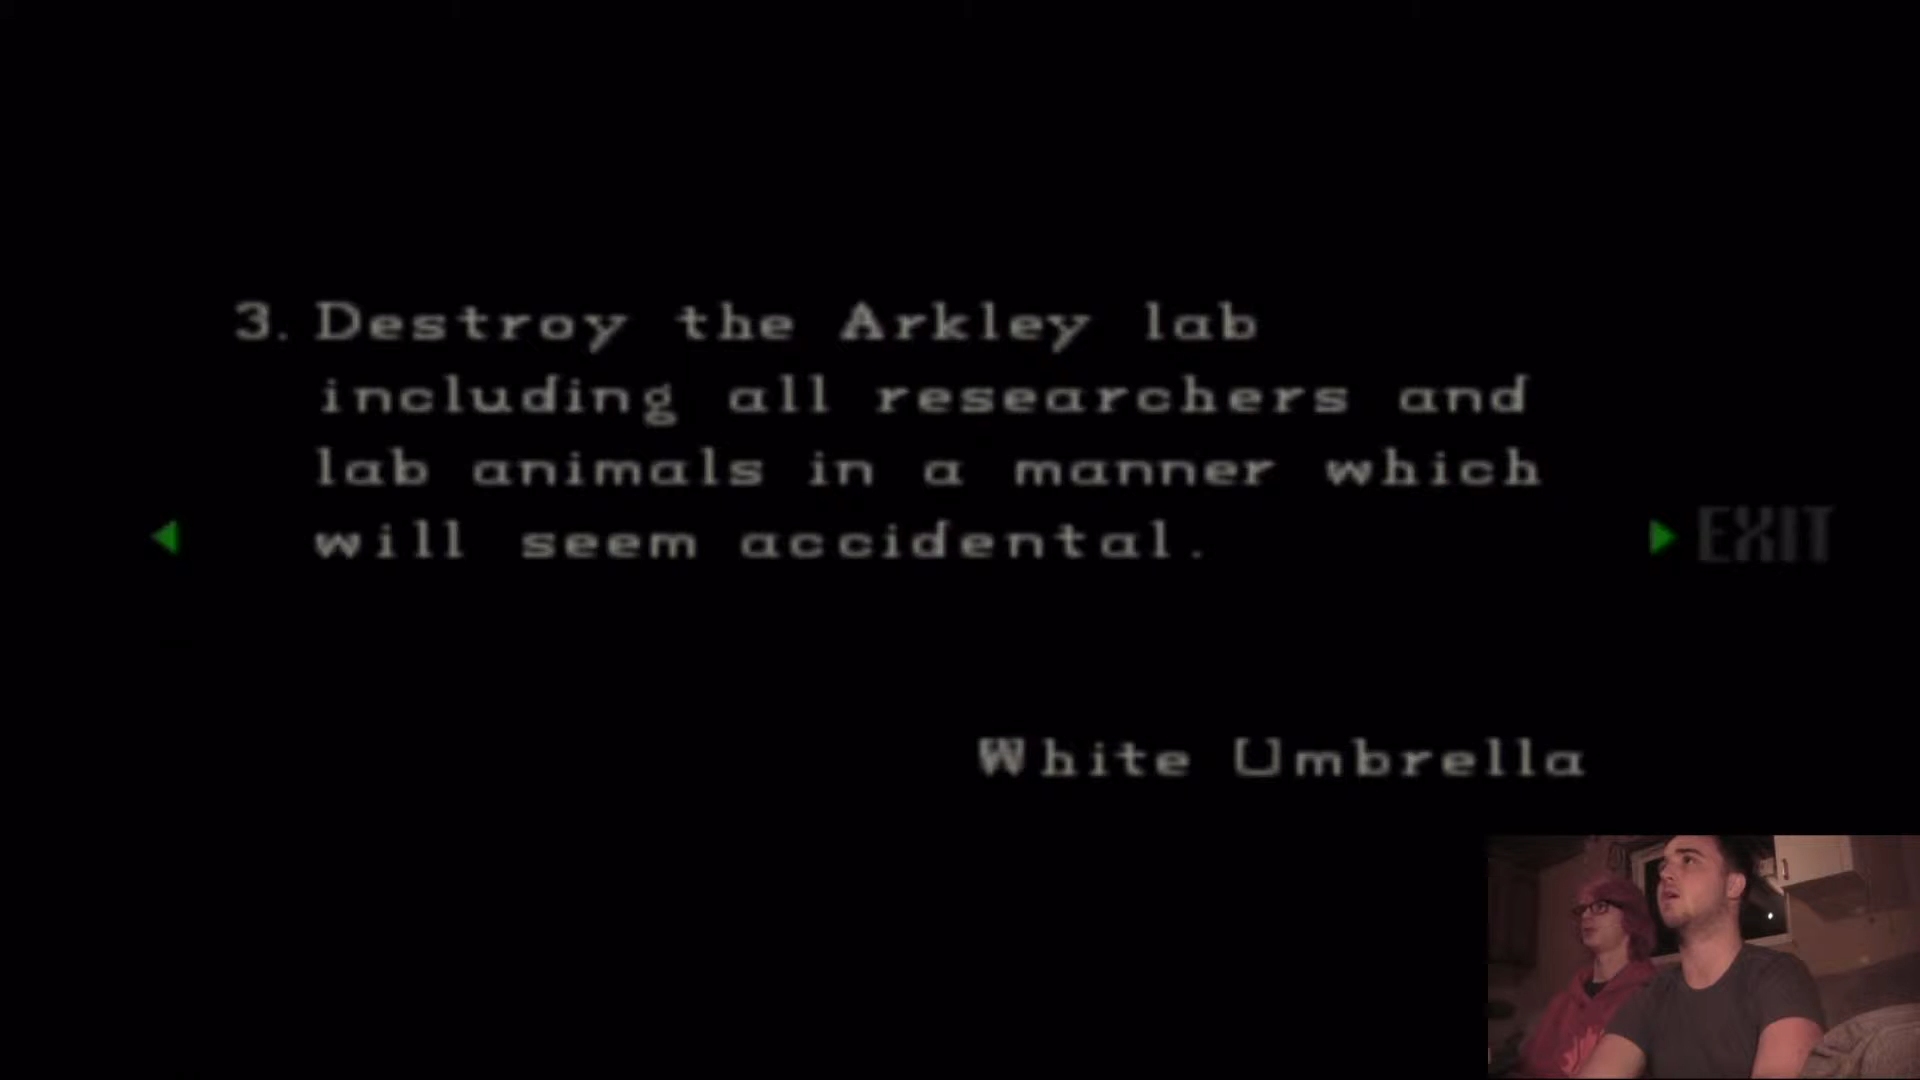 3. Destroy the Arkley lab
including all researchers and
lab animals in a manner which
will seem accidental.
EXIT
White Umbrella